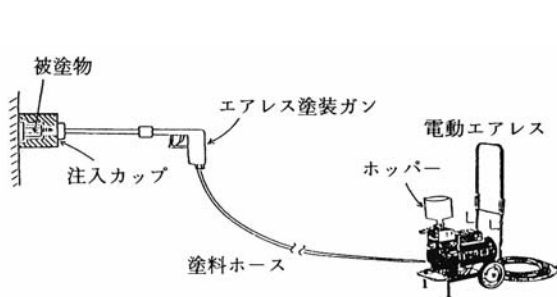 被塗物
エアレス塗装ガン
電動エアレス
注入カップ
ホッパー
塗料ホース